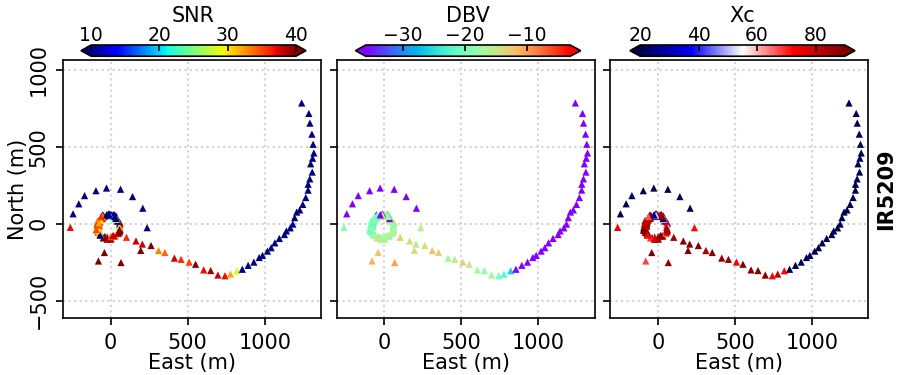 SNR DBV Xc
10 20 30 40 −30 −20 −10 20 40 60 80
1000
500
0
−500
North (m)
IR5209
0 500 1000 0 500 1000 0 500 1000
East (m) East (m) East (m)